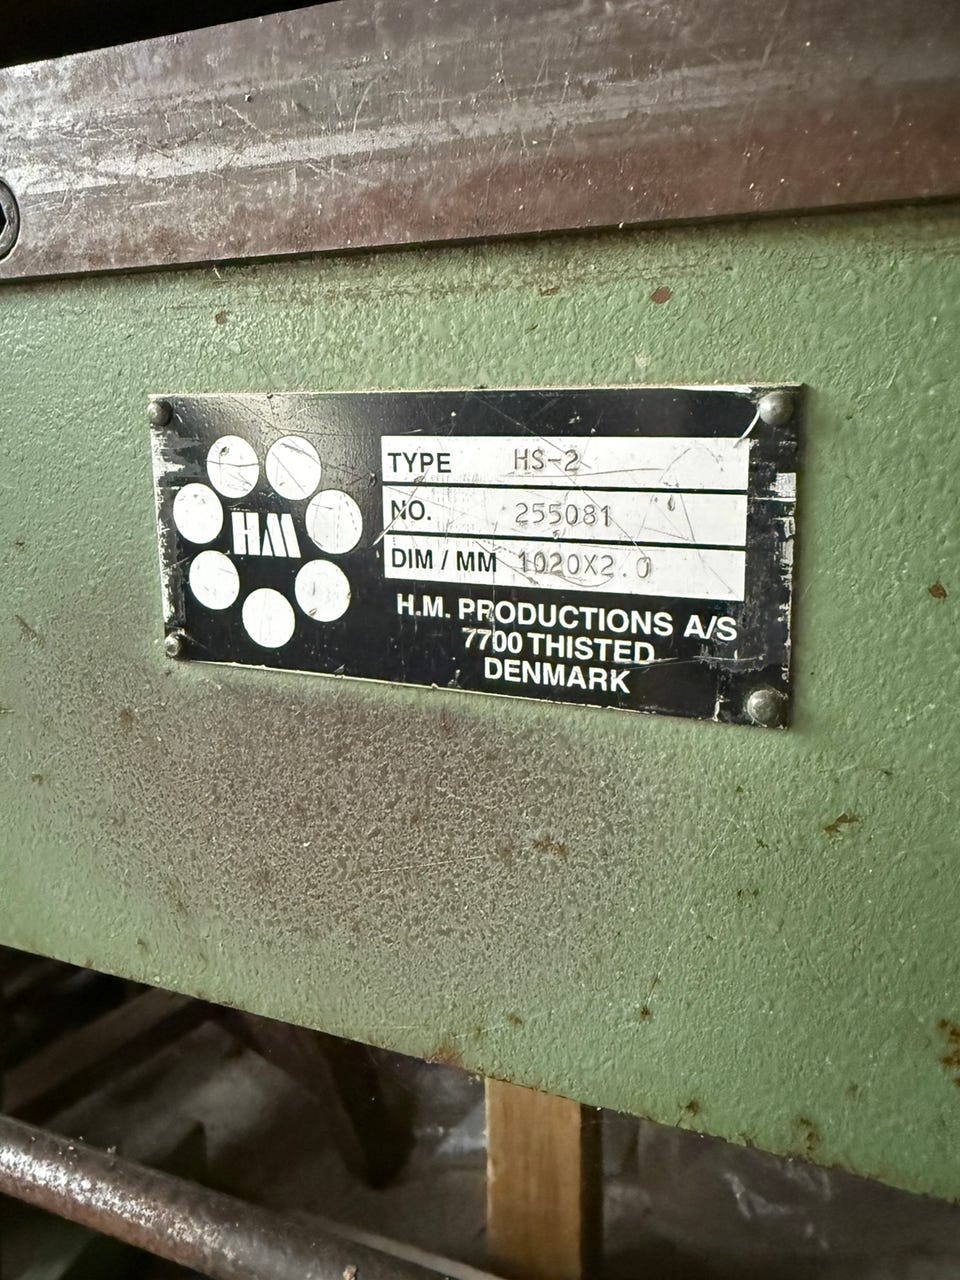 HM
TYPE HS-2
NO. 255081
DIM / MM 1020X2.0
H.M. PRODUCTIONS A/S
7700 THISTED
DENMARK